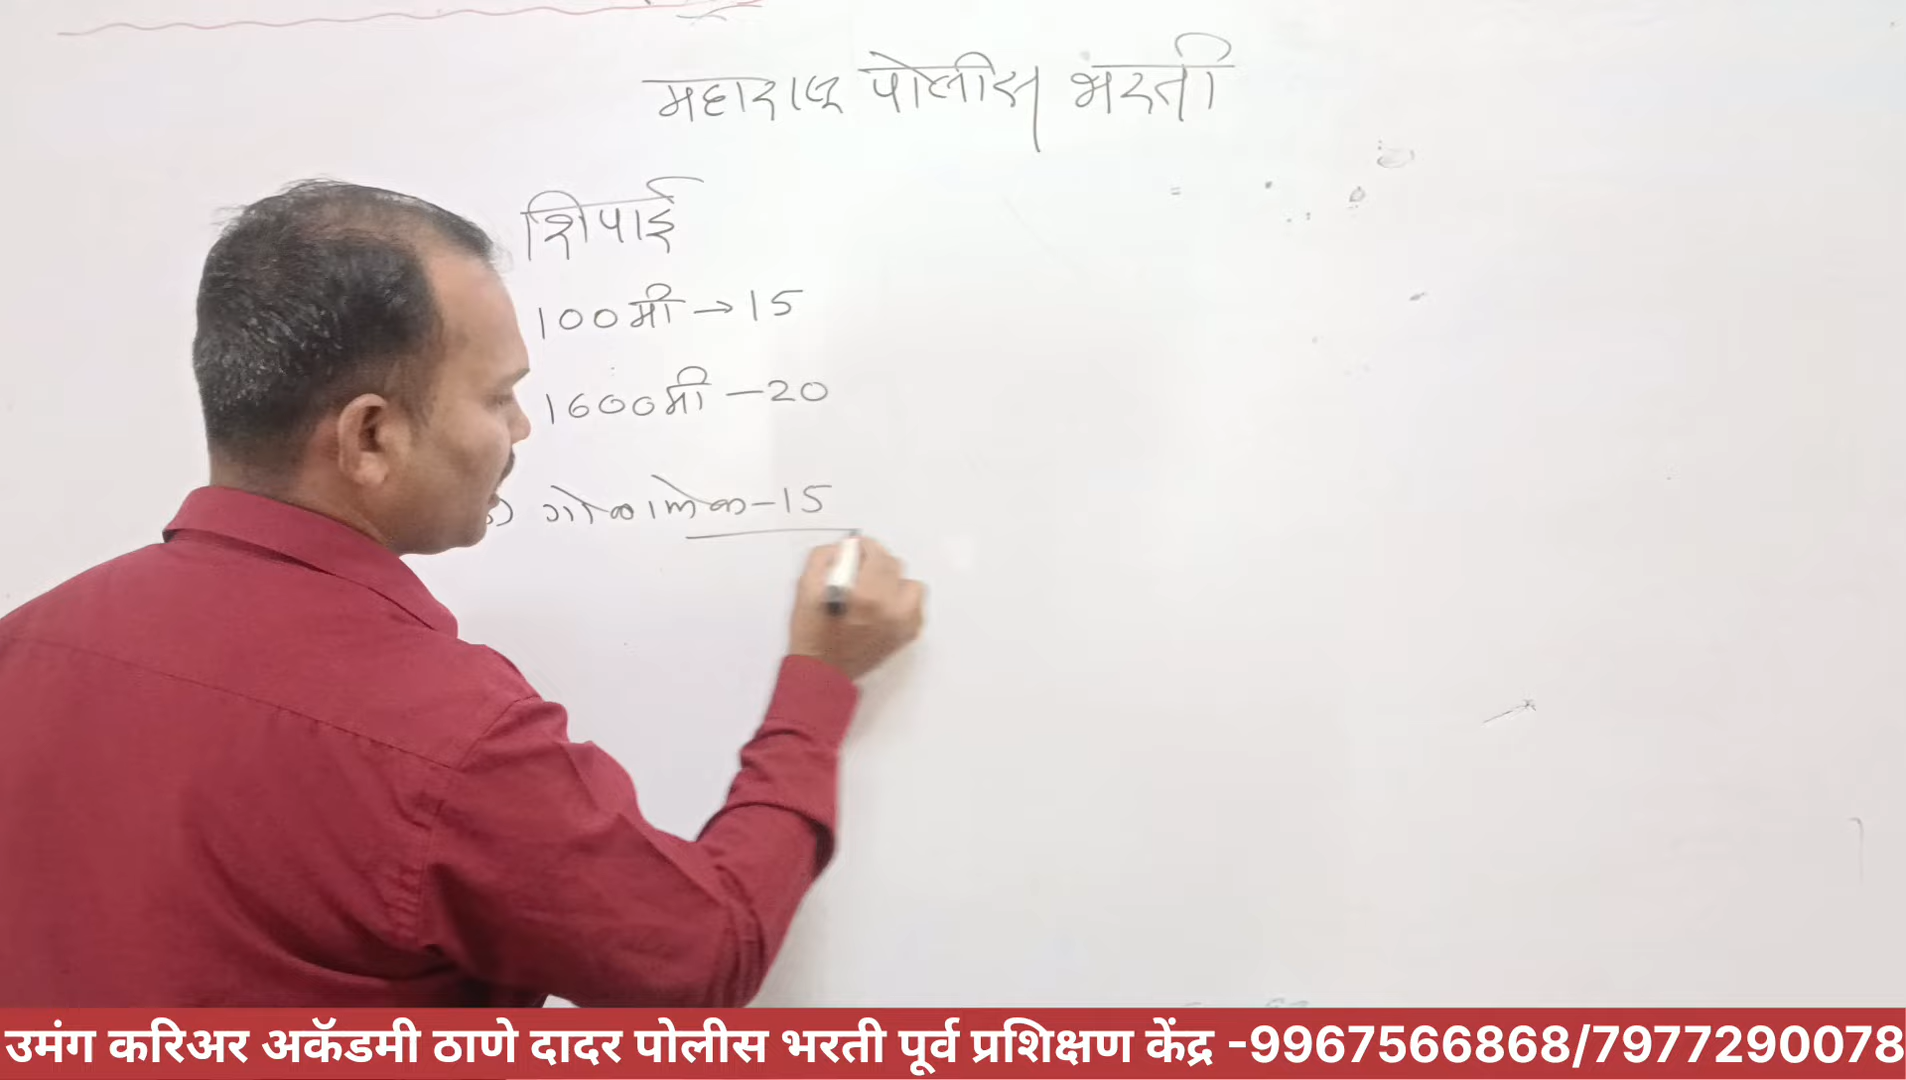 महाराष्ट्र पोलीस भरती
शिपाई
100मी → 15
1600मी – 20
गोळाफेक – 15
उमंग करिअर अकॅडमी ठाणे दादर पोलीस भरती पूर्व प्रशिक्षण केंद्र -9967566868/7977290078